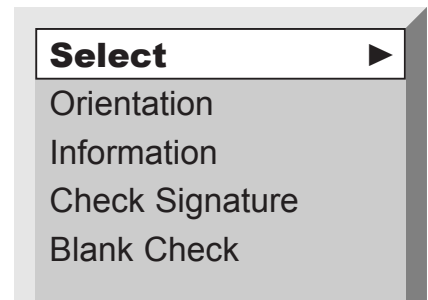 Select
Orientation
Information
Check Signature
Blank Check